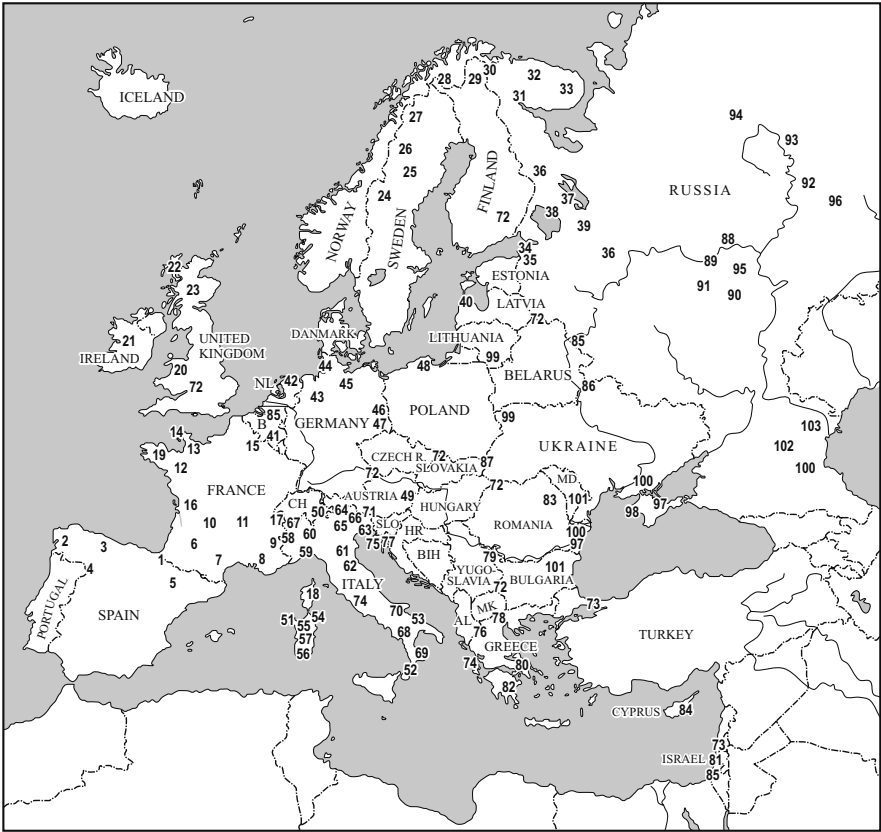 28 29 30 32
31 33
ICELAND
27
94
93
26
36
92
25
RUSSIA
24
37
96
FINLAND
38
72
39
NORWAY
SWEDEN
88
34
36
35
89
22
95
ESTONIA
23
91
90
40
LATVIA
72
DANMARK
21
UNITED
LITHUANIA
85
IRELAND
KINGDOM
99
44
48
20
NL 42
45
BELARUS
72
43
86
46
POLAND
85
99
B
GERMANY 47
14
41
103
13
15
UKRAINE
102
19
CZECH R. 72
12
87
SLOVAKIA
100
72
MD
100
FRANCE
72
16
CH
AUSTRIA 49
83
101
97
50 64
HUNGARY
98
10 11
17 67
66 71
SLO
ROMANIA
65
63
HR
100
2
3
6
9 58 60
75 77
97
1
7
8
59
61
BIH
79
4
62
YUGO
SLAVIA
101
5
ITALY
72
BULGARIA
PORTUGAL
18
74
MK
73
SPAIN
51 54
70 53
AL
78
55
68
76
TURKEY
57
GREECE
56
69
74
80
52
82
CYPRUS 84
73
ISRAEL 81
85